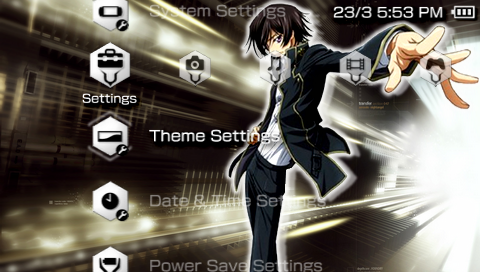 System Settings
23/3 5:53 PM
Settings
Theme Settings
Date & Time Settings
Power Save Settings